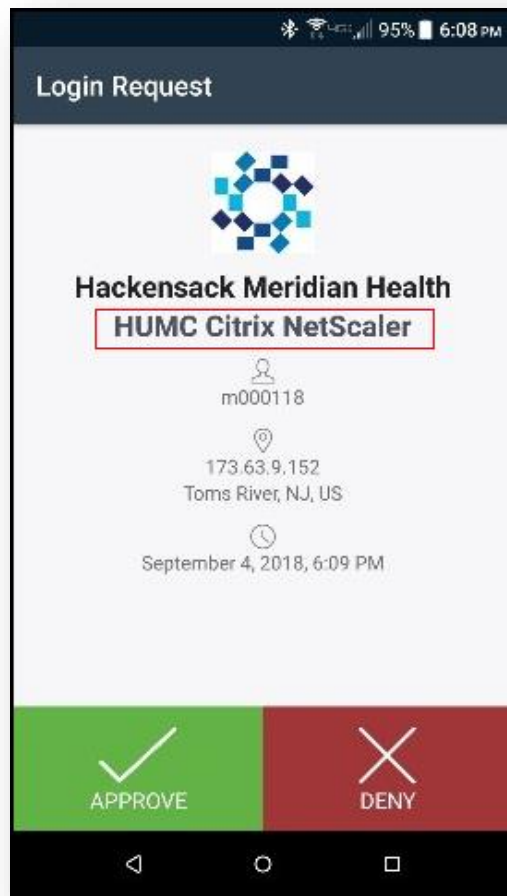 95% 6:08 PM
Login Request
Hackensack Meridian Health
HUMC Citrix NetScaler
m000118
173.63.9.152
Toms River, NJ, US
September 4, 2018, 6:09 PM
APPROVE
DENY